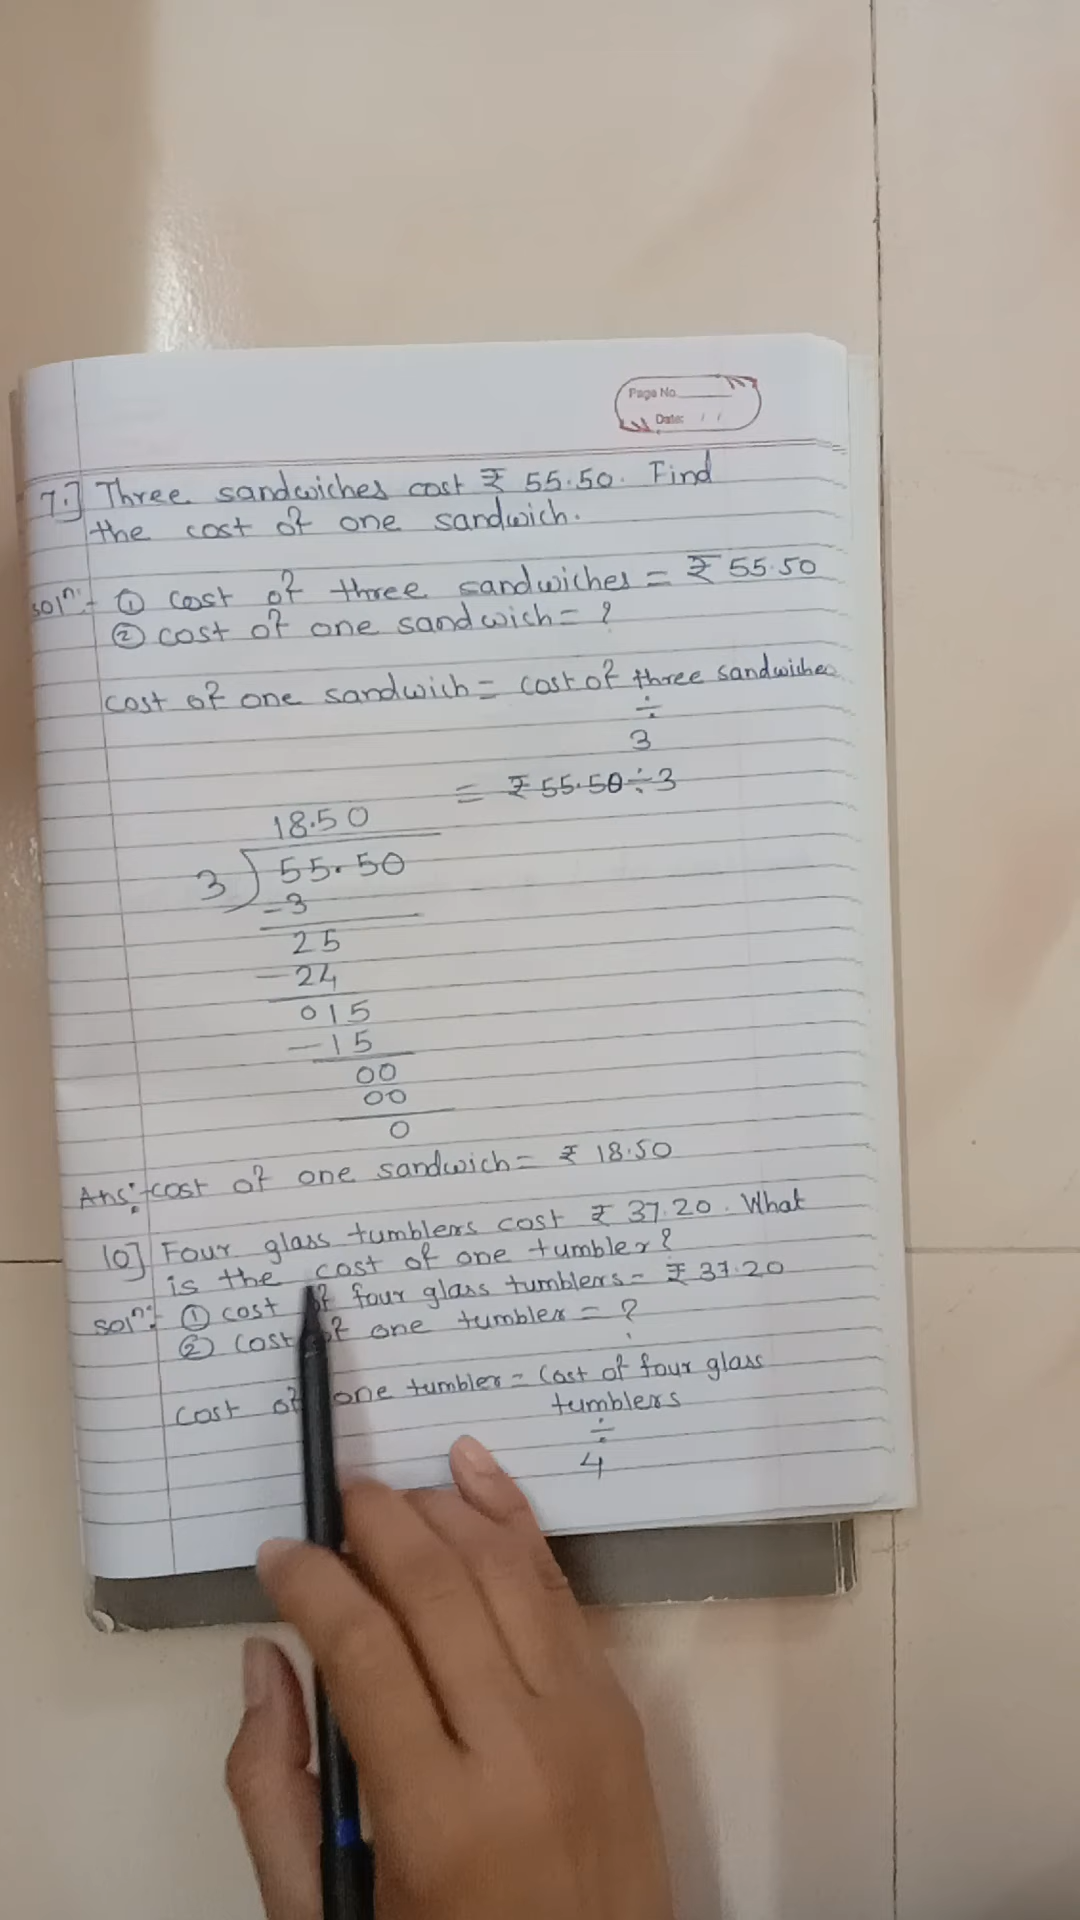 Page No.
Date: / /
7.] Three sandwiches cost ₹ 55.50. Find
the cost of one sandwich.
Solⁿ:- ① cost of three sandwiches = ₹ 55.50
② cost of one sandwich = ?
cost of one sandwich = cost of three sandwiches
÷
3
= ₹ 55.50 ÷ 3
18.50
3 ) 55.50
- 3
25
- 24
015
- 15
00
00
0
Ans:- cost of one sandwich = ₹ 18.50
10] Four glass tumblers cost ₹ 37.20. What
is the cost of one tumbler?
Solⁿ:- ① cost of four glass tumblers = ₹ 37.20
② cost of one tumbler = ?
cost of one tumbler = cost of four glass
tumblers
÷
4